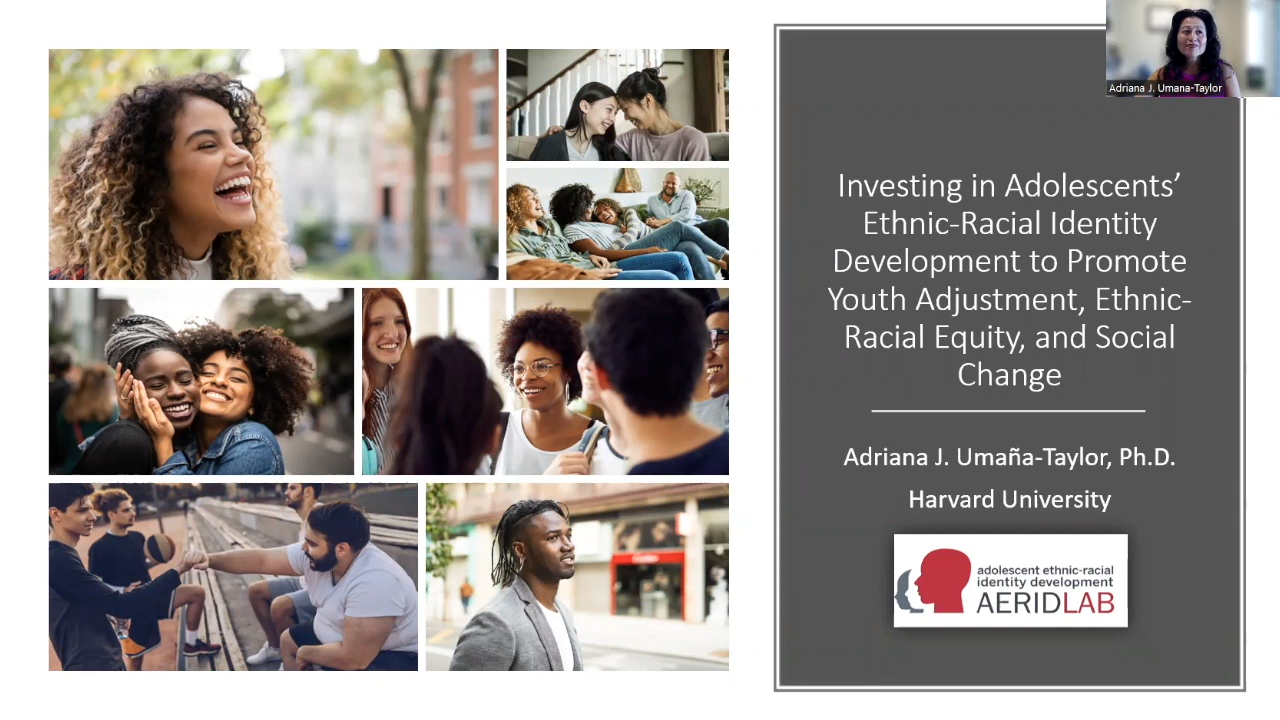 Adriana J. Umana-Taylor
Investing in Adolescents’
Ethnic-Racial Identity
Development to Promote
Youth Adjustment, Ethnic-
Racial Equity, and Social
Change
Adriana J. Umaña-Taylor, Ph.D.
Harvard University
adolescent ethnic-racial
identity development
AERIDLAB